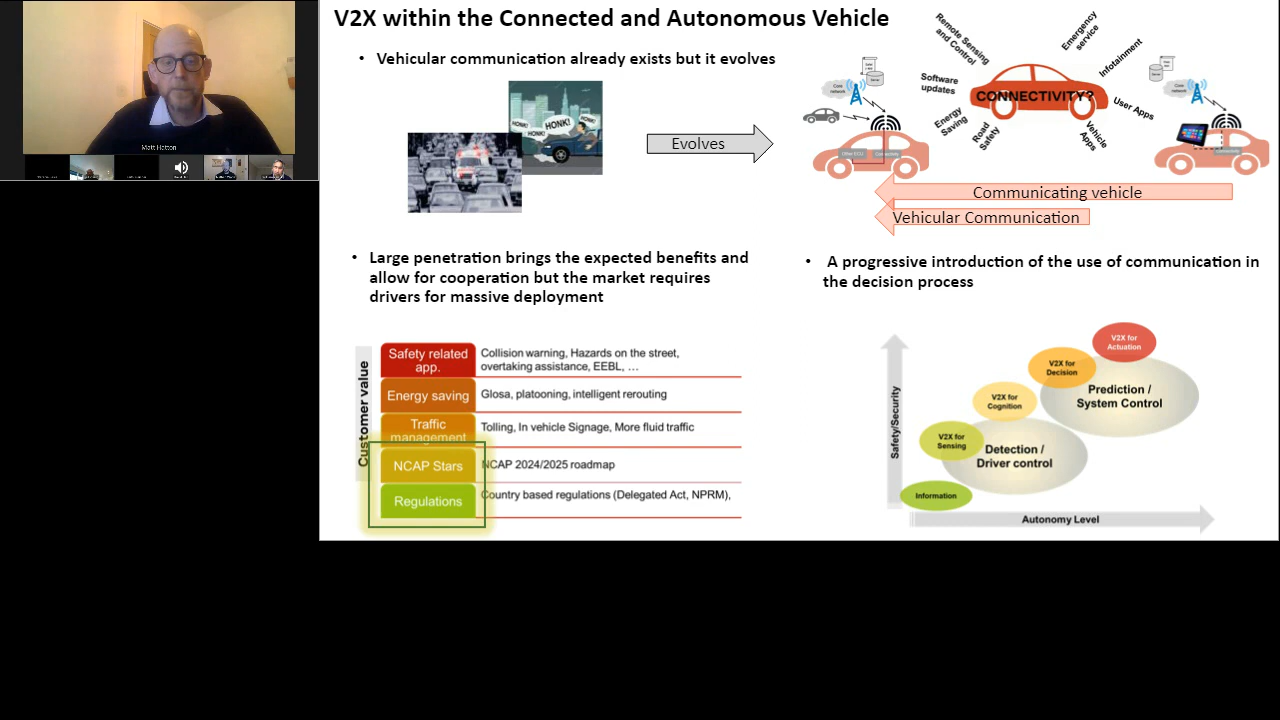 V2X within the Connected and Autonomous Vehicle
• Vehicular communication already exists but it evolves
HONK!
HONK!
HONK!
Evolves
Remote Sensing
and Control
Software
updates
Energy
Saving
Road
Safety
Emergency
service
Infotainment
User Apps
Vehicle
Apps
CONNECTIVITY?
Core
network
Core
network
Communicating vehicle
Vehicular Communication
Matt Hatton
• Large penetration brings the expected benefits and
allow for cooperation but the market requires
drivers for massive deployment
• A progressive introduction of the use of communication in
the decision process
Customer value
Safety related
app.
Collision warning, Hazards on the street,
overtaking assistance, EEBL, …
Energy saving
Glosa, platooning, intelligent rerouting
Traffic
management
Tolling, In vehicle Signage, More fluid traffic
NCAP Stars
NCAP 2024/2025 roadmap
Regulations
Country based regulations (Delegated Act, NPRM),
Safety/Security
V2X for
Actuation
V2X for
Decision
Prediction /
System Control
V2X for
Cognition
V2X for
Sensing
Detection /
Driver control
Information
Autonomy Level